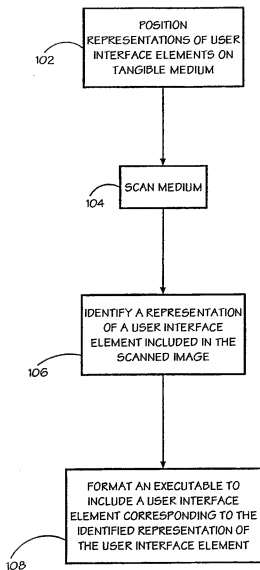 POSITION
REPRESENTATIONS OF USER
INTERFACE ELEMENTS ON
TANGIBLE MEDIUM
102
SCAN MEDIUM
104
IDENTIFY A REPRESENTATION
OF A USER INTERFACE
ELEMENT INCLUDED IN THE
SCANNED IMAGE
106
FORMAT AN EXECUTABLE TO
INCLUDE A USER INTERFACE
ELEMENT CORRESPONDING TO THE
IDENTIFIED REPRESENTATION OF
THE USER INTERFACE ELEMENT
108